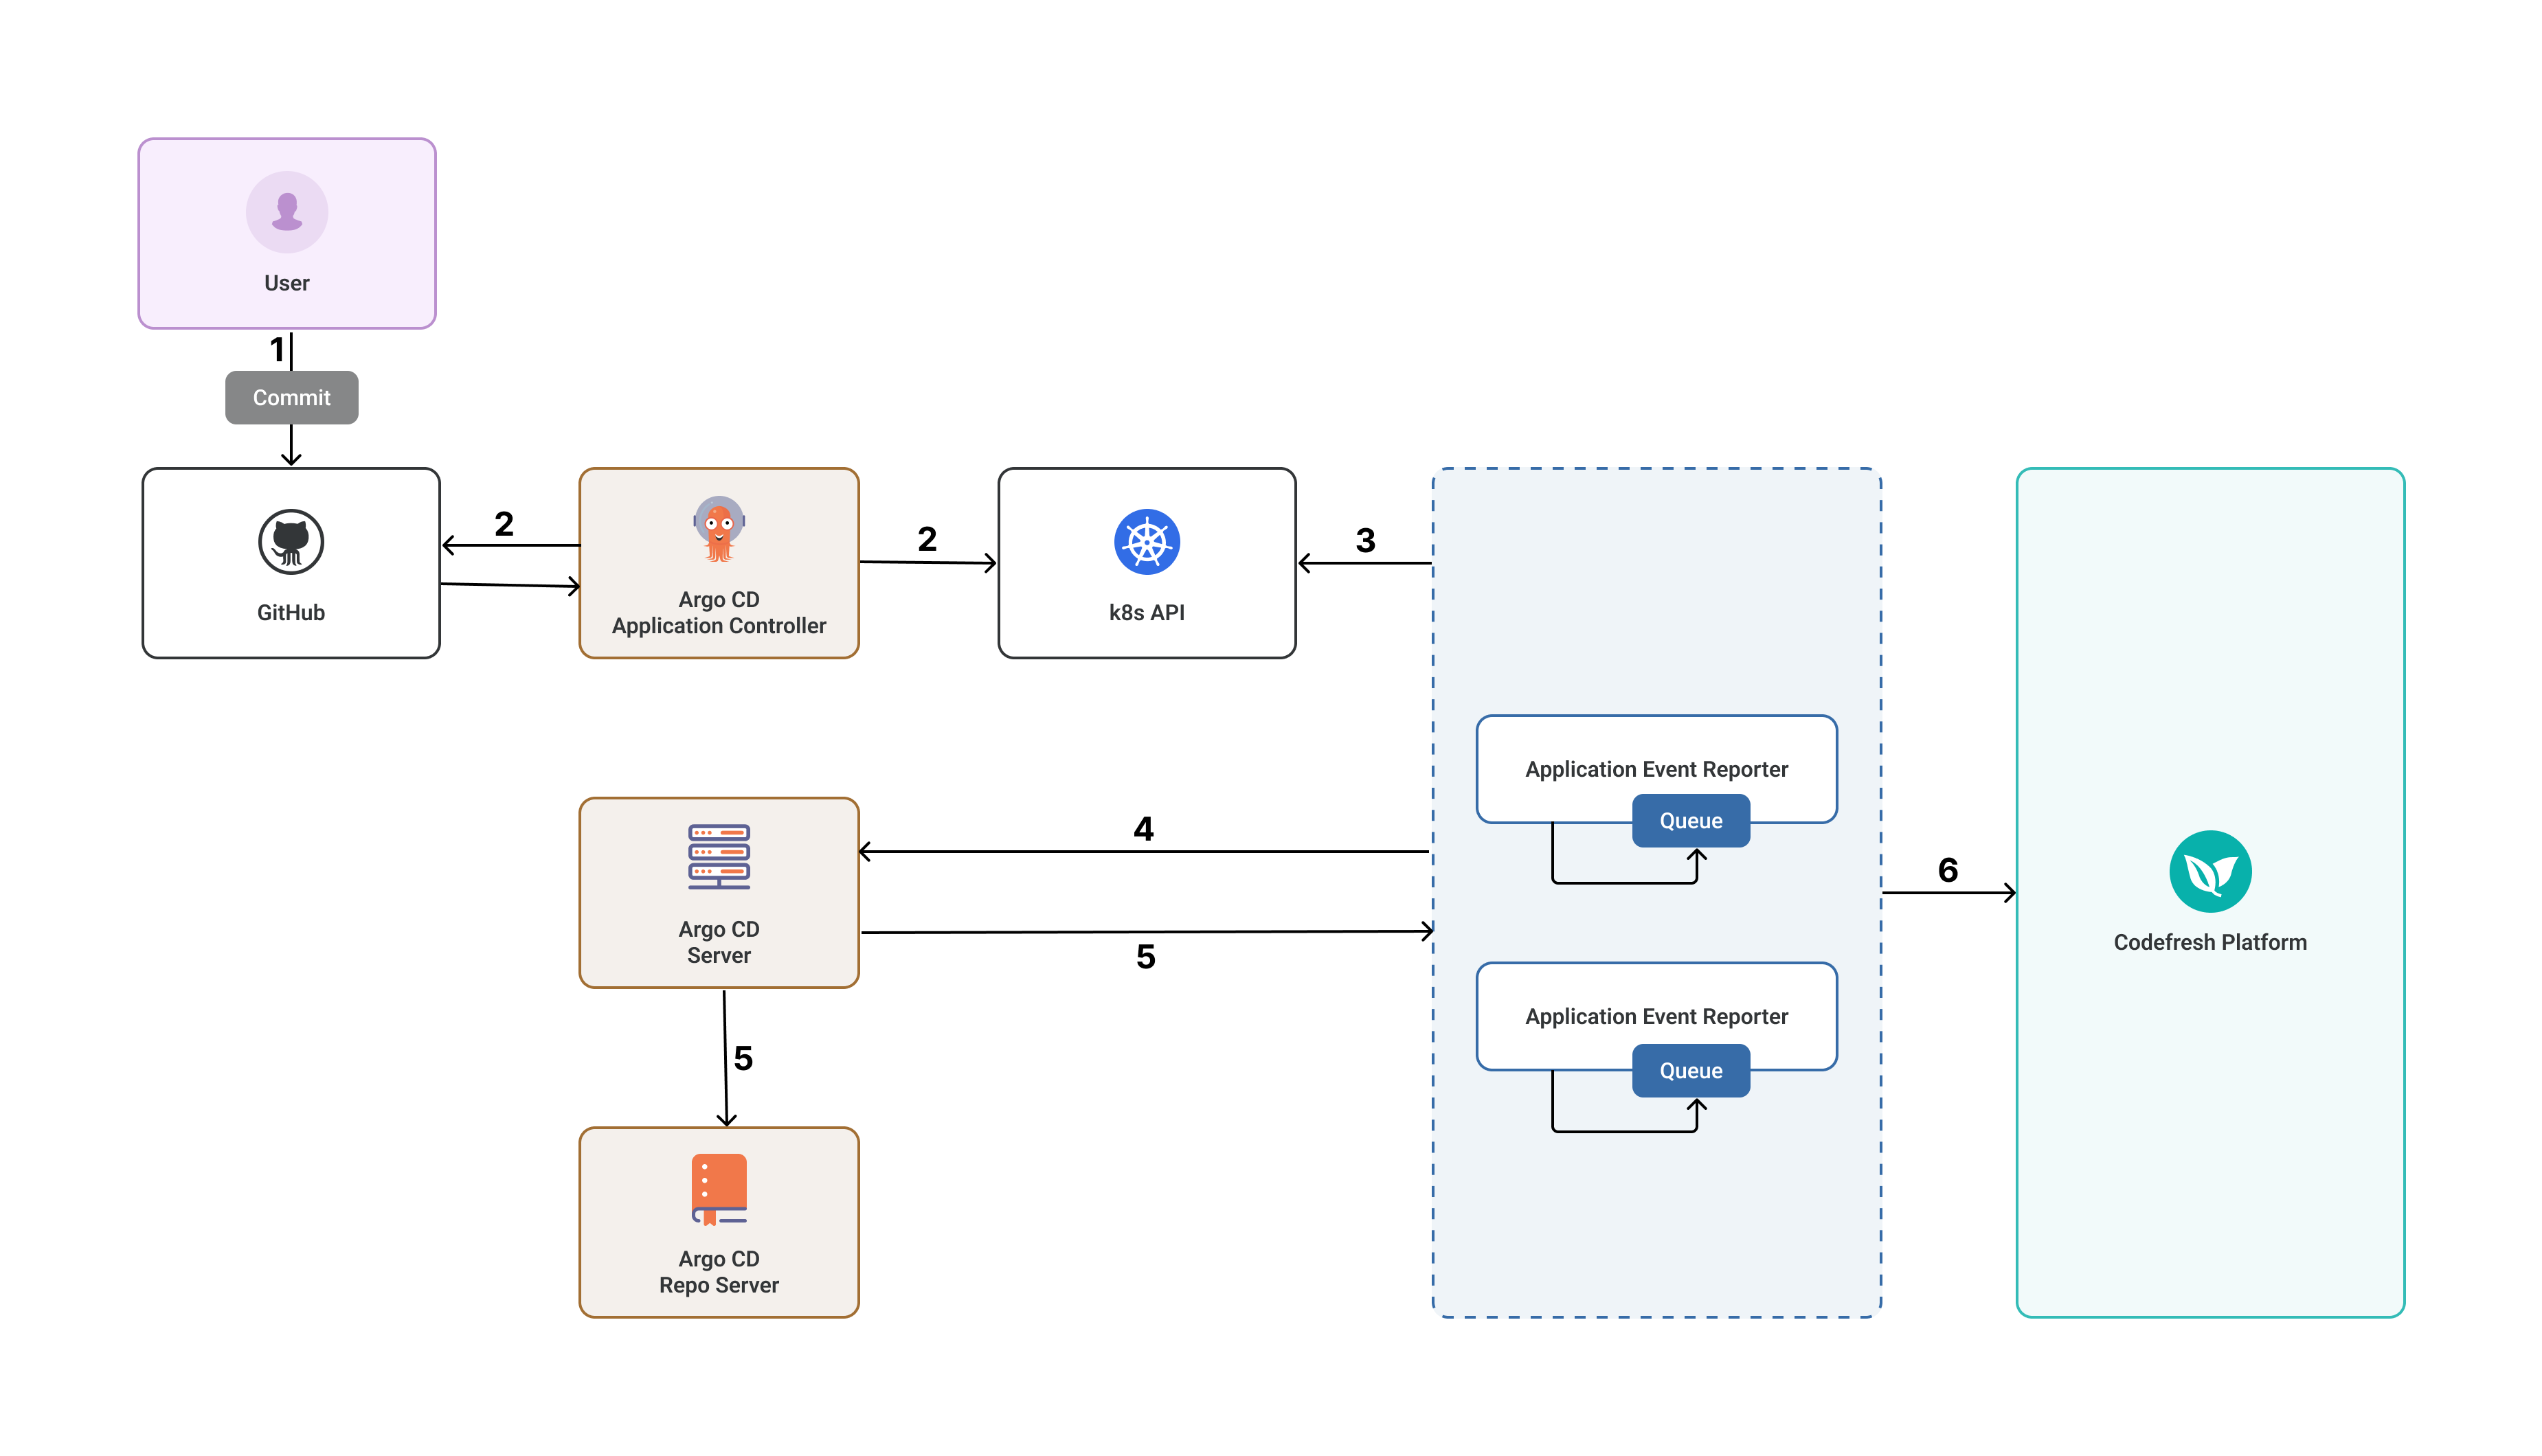 User
1
Commit
GitHub
2
Argo CD
Application Controller
2
k8s API
3
Application Event Reporter
Queue
4
Argo CD
Server
5
5
Application Event Reporter
Queue
6
Codefresh Platform
Argo CD
Repo Server